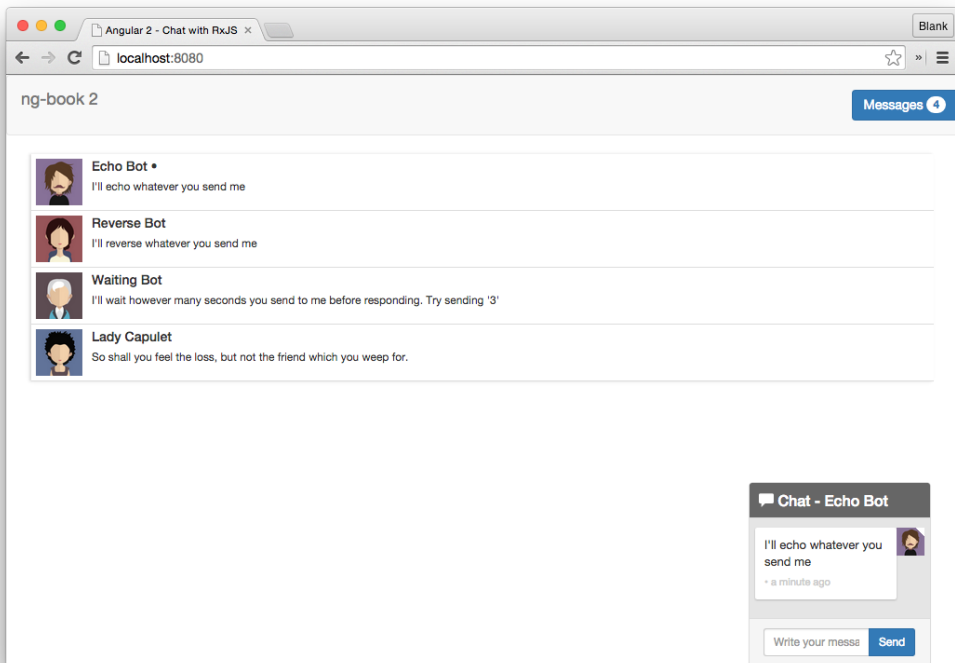 Angular 2 - Chat with RxJS
Blank
localhost:8080
ng-book 2
Messages 4
Echo Bot •
I'll echo whatever you send me
Reverse Bot
I'll reverse whatever you send me
Waiting Bot
I'll wait however many seconds you send to me before responding. Try sending '3'
Lady Capulet
So shall you feel the loss, but not the friend which you weep for.
Chat - Echo Bot
I'll echo whatever you
send me
• a minute ago
Write your messa
Send